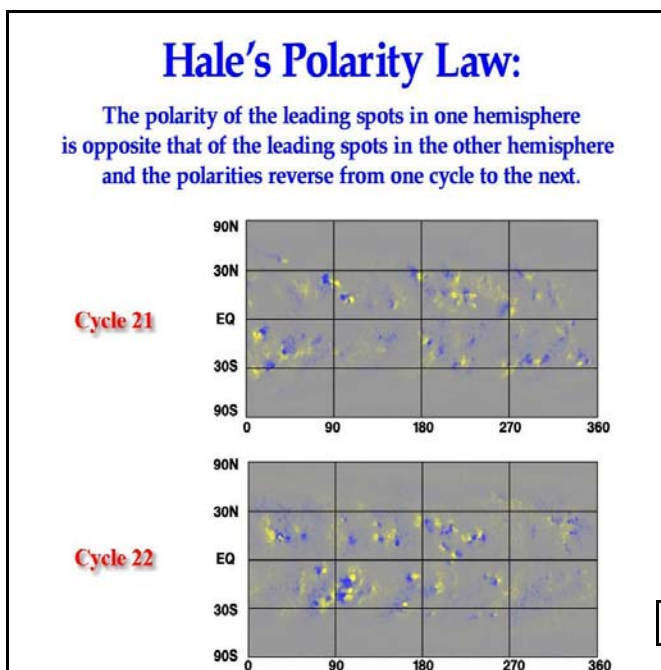 Hale's Polarity Law:
The polarity of the leading spots in one hemisphere
is opposite that of the leading spots in the other hemisphere
and the polarities reverse from one cycle to the next.
90N
30N
Cycle 21
EQ
30S
90S
0 90 180 270 360
90N
30N
Cycle 22
EQ
30S
90S
0 90 180 270 360